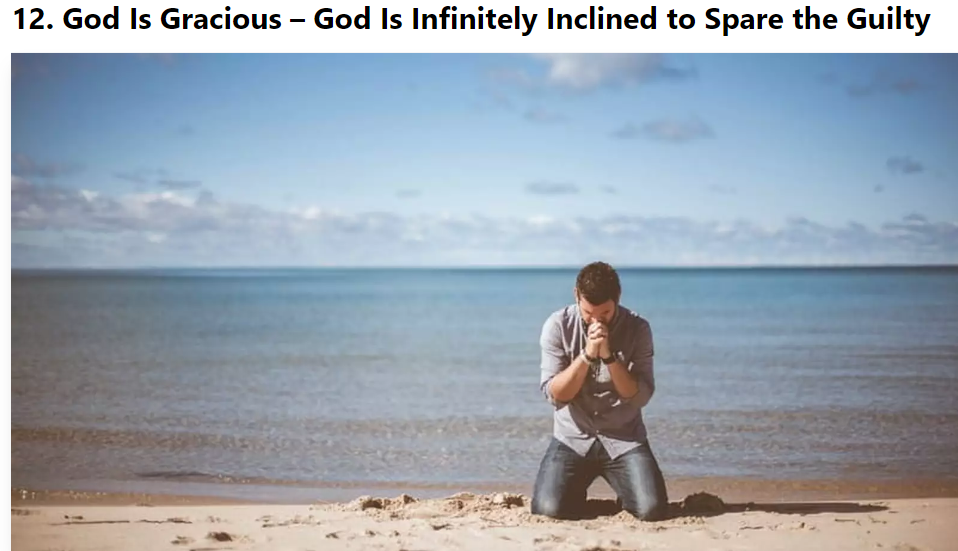 12. God Is Gracious – God Is Infinitely Inclined to Spare the Guilty